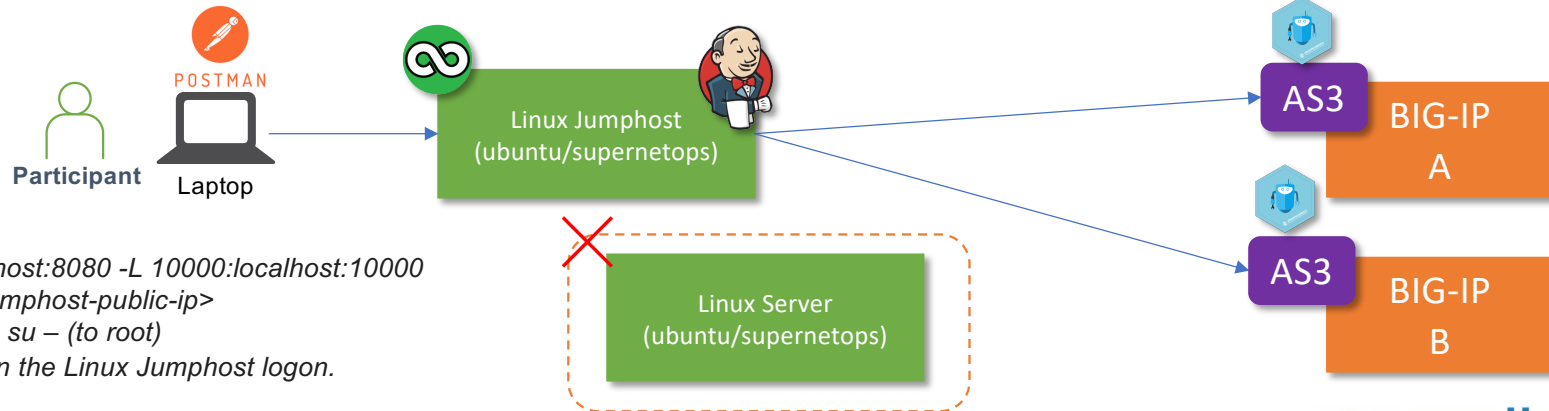 POSTMAN
Participant
Laptop
Linux Jumphost
(ubuntu/supernetops)
AS3
BIG-IP
A
AS3
BIG-IP
B
Linux Server
(ubuntu/supernetops)
host:8080 -L 10000:localhost:10000
umphost-public-ip>
su – (to root)
n the Linux Jumphost logon.